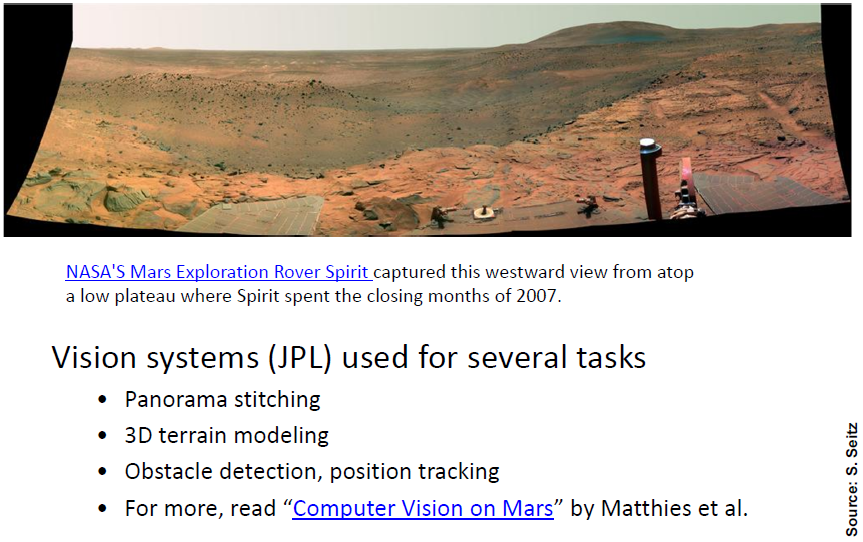 NASA'S Mars Exploration Rover Spirit captured this westward view from atop
a low plateau where Spirit spent the closing months of 2007.
Vision systems (JPL) used for several tasks
• Panorama stitching
• 3D terrain modeling
• Obstacle detection, position tracking
• For more, read “Computer Vision on Mars” by Matthies et al.
Source: S. Seitz